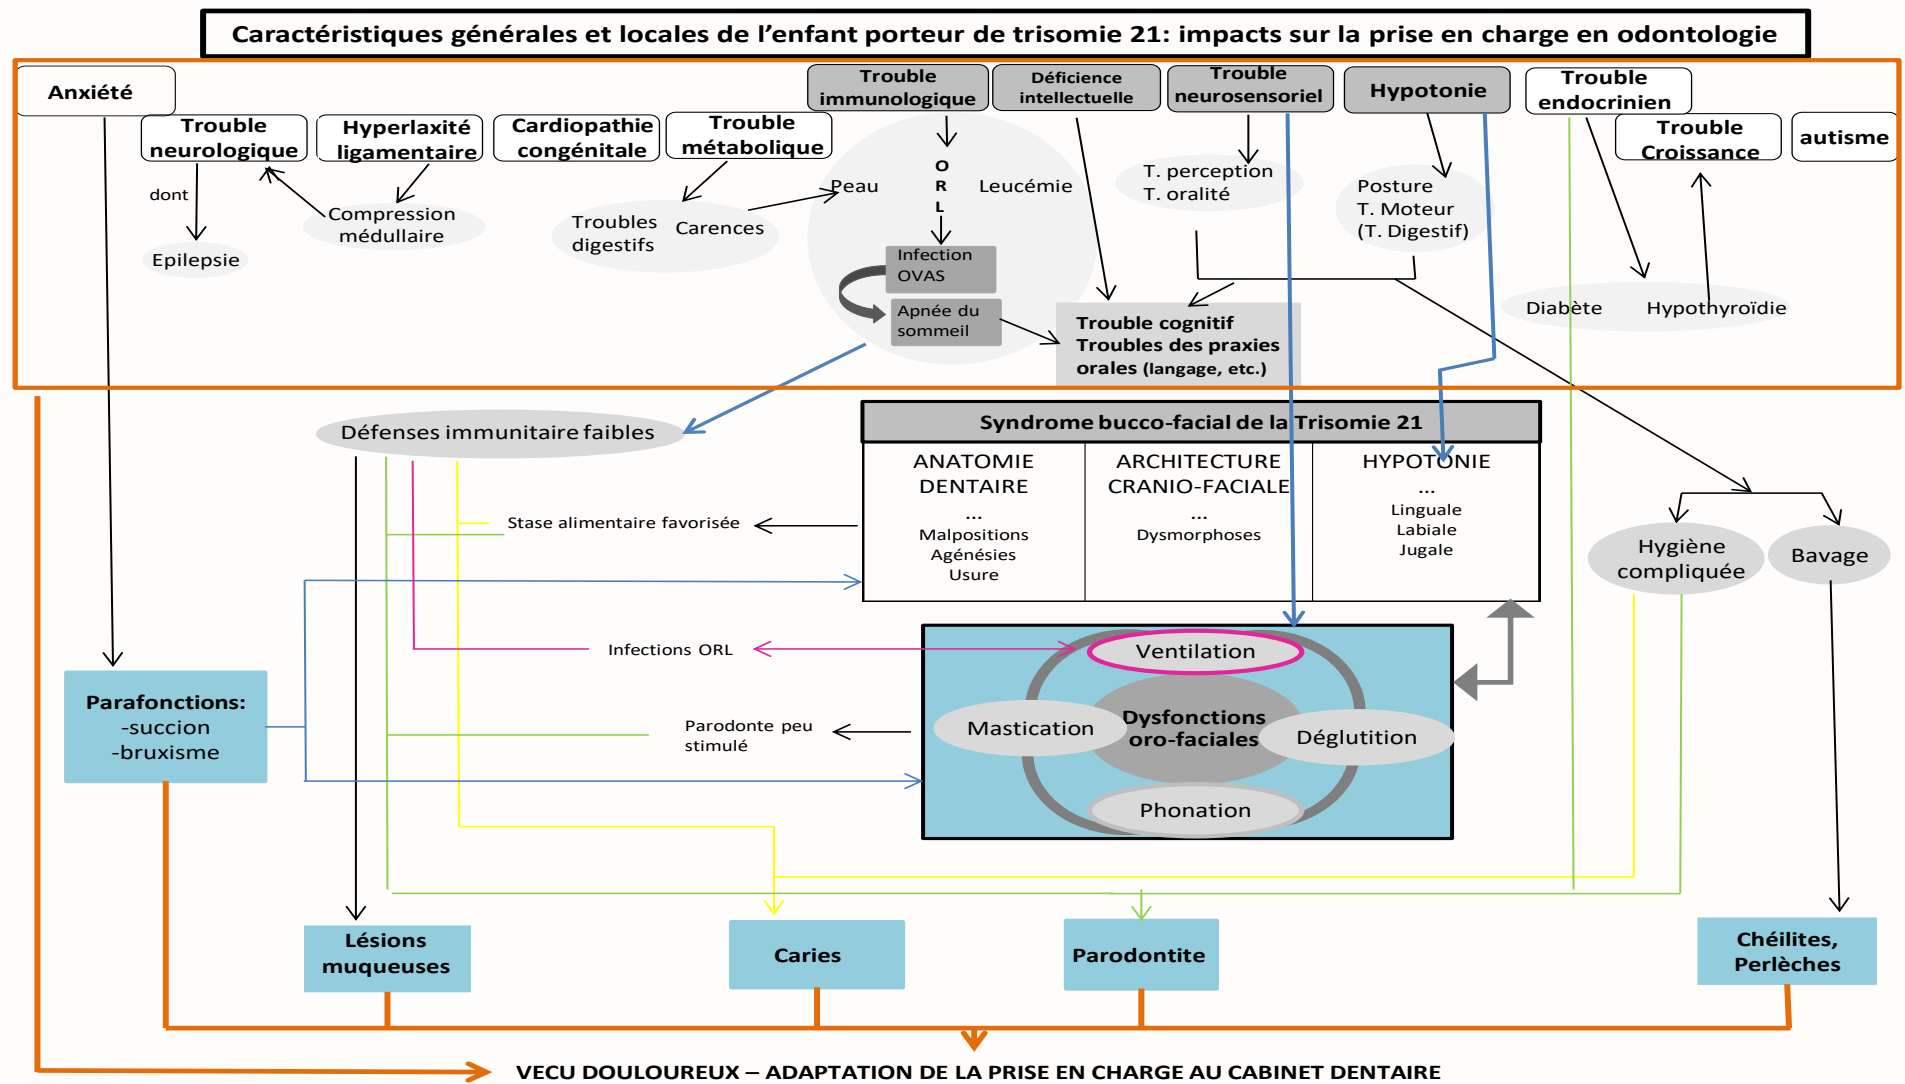 Caractéristiques générales et locales de l’enfant porteur de trisomie 21: impacts sur la prise en charge en odontologie
Anxiété
Trouble
neurologique
Hyperlaxité
ligamentaire
Cardiopathie
congénitale
Trouble
métabolique
Trouble
immunologique
Déficience
intellectuelle
Trouble
neurosensoriel
Hypotonie
Trouble
endocrinien
Trouble
Croissance
autisme
dont
Epilepsie
Compression
médullaire
Troubles
digestifs
Carences
Peau
O
R
L
Leucémie
Infection
OVAS
Apnée du
sommeil
T. perception
T. oralité
Posture
T. Moteur
(T. Digestif)
Diabète
Hypothyroïdie
Trouble cognitif
Troubles des praxies
orales (langage, etc.)
Défenses immunitaire faibles
Syndrome bucco-facial de la Trisomie 21
ANATOMIE
DENTAIRE
...
Malpositions
Agénésies
Usure
ARCHITECTURE
CRANIO-FACIALE
...
Dysmorphoses
HYPOTONIE
...
Linguale
Labiale
Jugale
Stase alimentaire favorisée
Hygiène
compliquée
Bavage
Infections ORL
Ventilation
Parafonctions:
-succion
-bruxisme
Parodonte peu
stimulé
Mastication
Dysfonctions
oro-faciales
Déglutition
Phonation
Lésions
muqueuses
Caries
Parodontite
Chéilites,
Perlèches
VECU DOULOUREUX – ADAPTATION DE LA PRISE EN CHARGE AU CABINET DENTAIRE